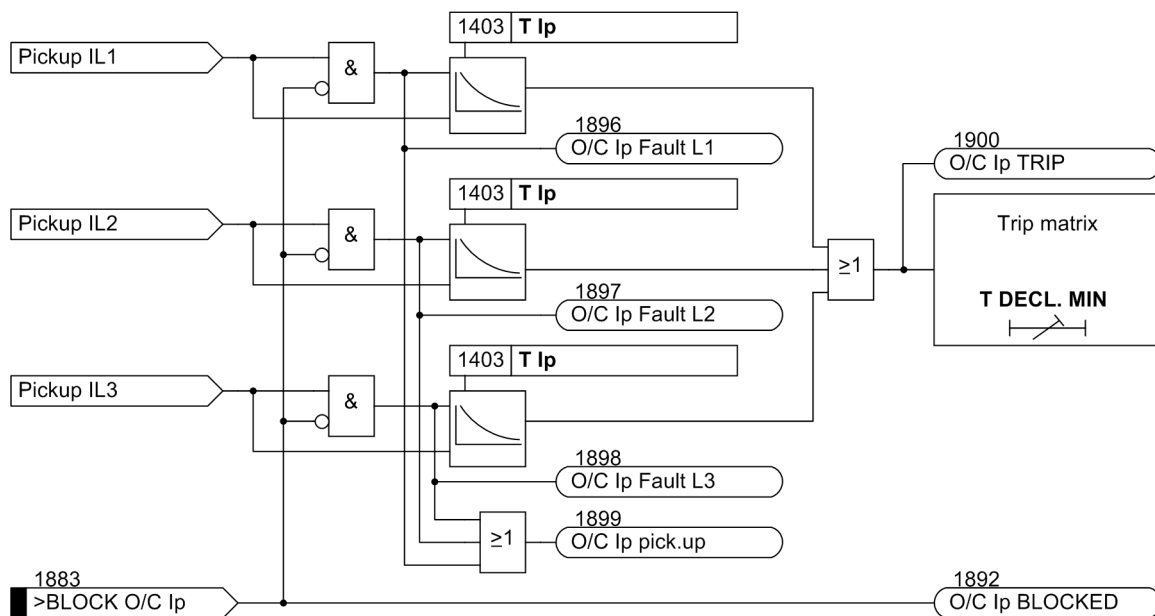 1403 T Ip
Pickup IL1
&
1896
O/C Ip Fault L1
1900
O/C Ip TRIP
1403 T Ip
Pickup IL2
&
Trip matrix
≥1
T DECL. MIN
1897
O/C Ip Fault L2
1403 T Ip
Pickup IL3
&
1898
O/C Ip Fault L3
≥1
1899
O/C Ip pick.up
1883
>BLOCK O/C Ip
1892
O/C Ip BLOCKED